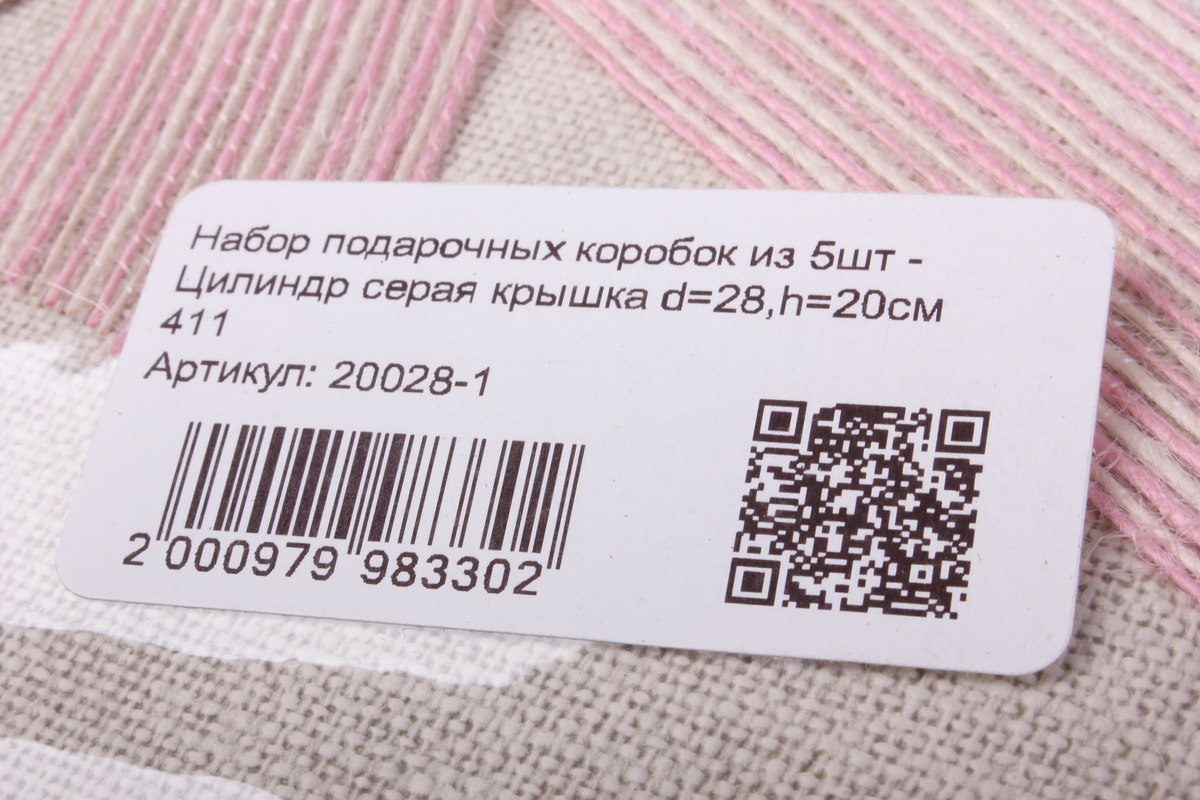 Набор подарочных коробок из 5шт -
Цилиндр серая крышка d=28,h=20см
411
Артикул: 20028-1
2 000979 983302